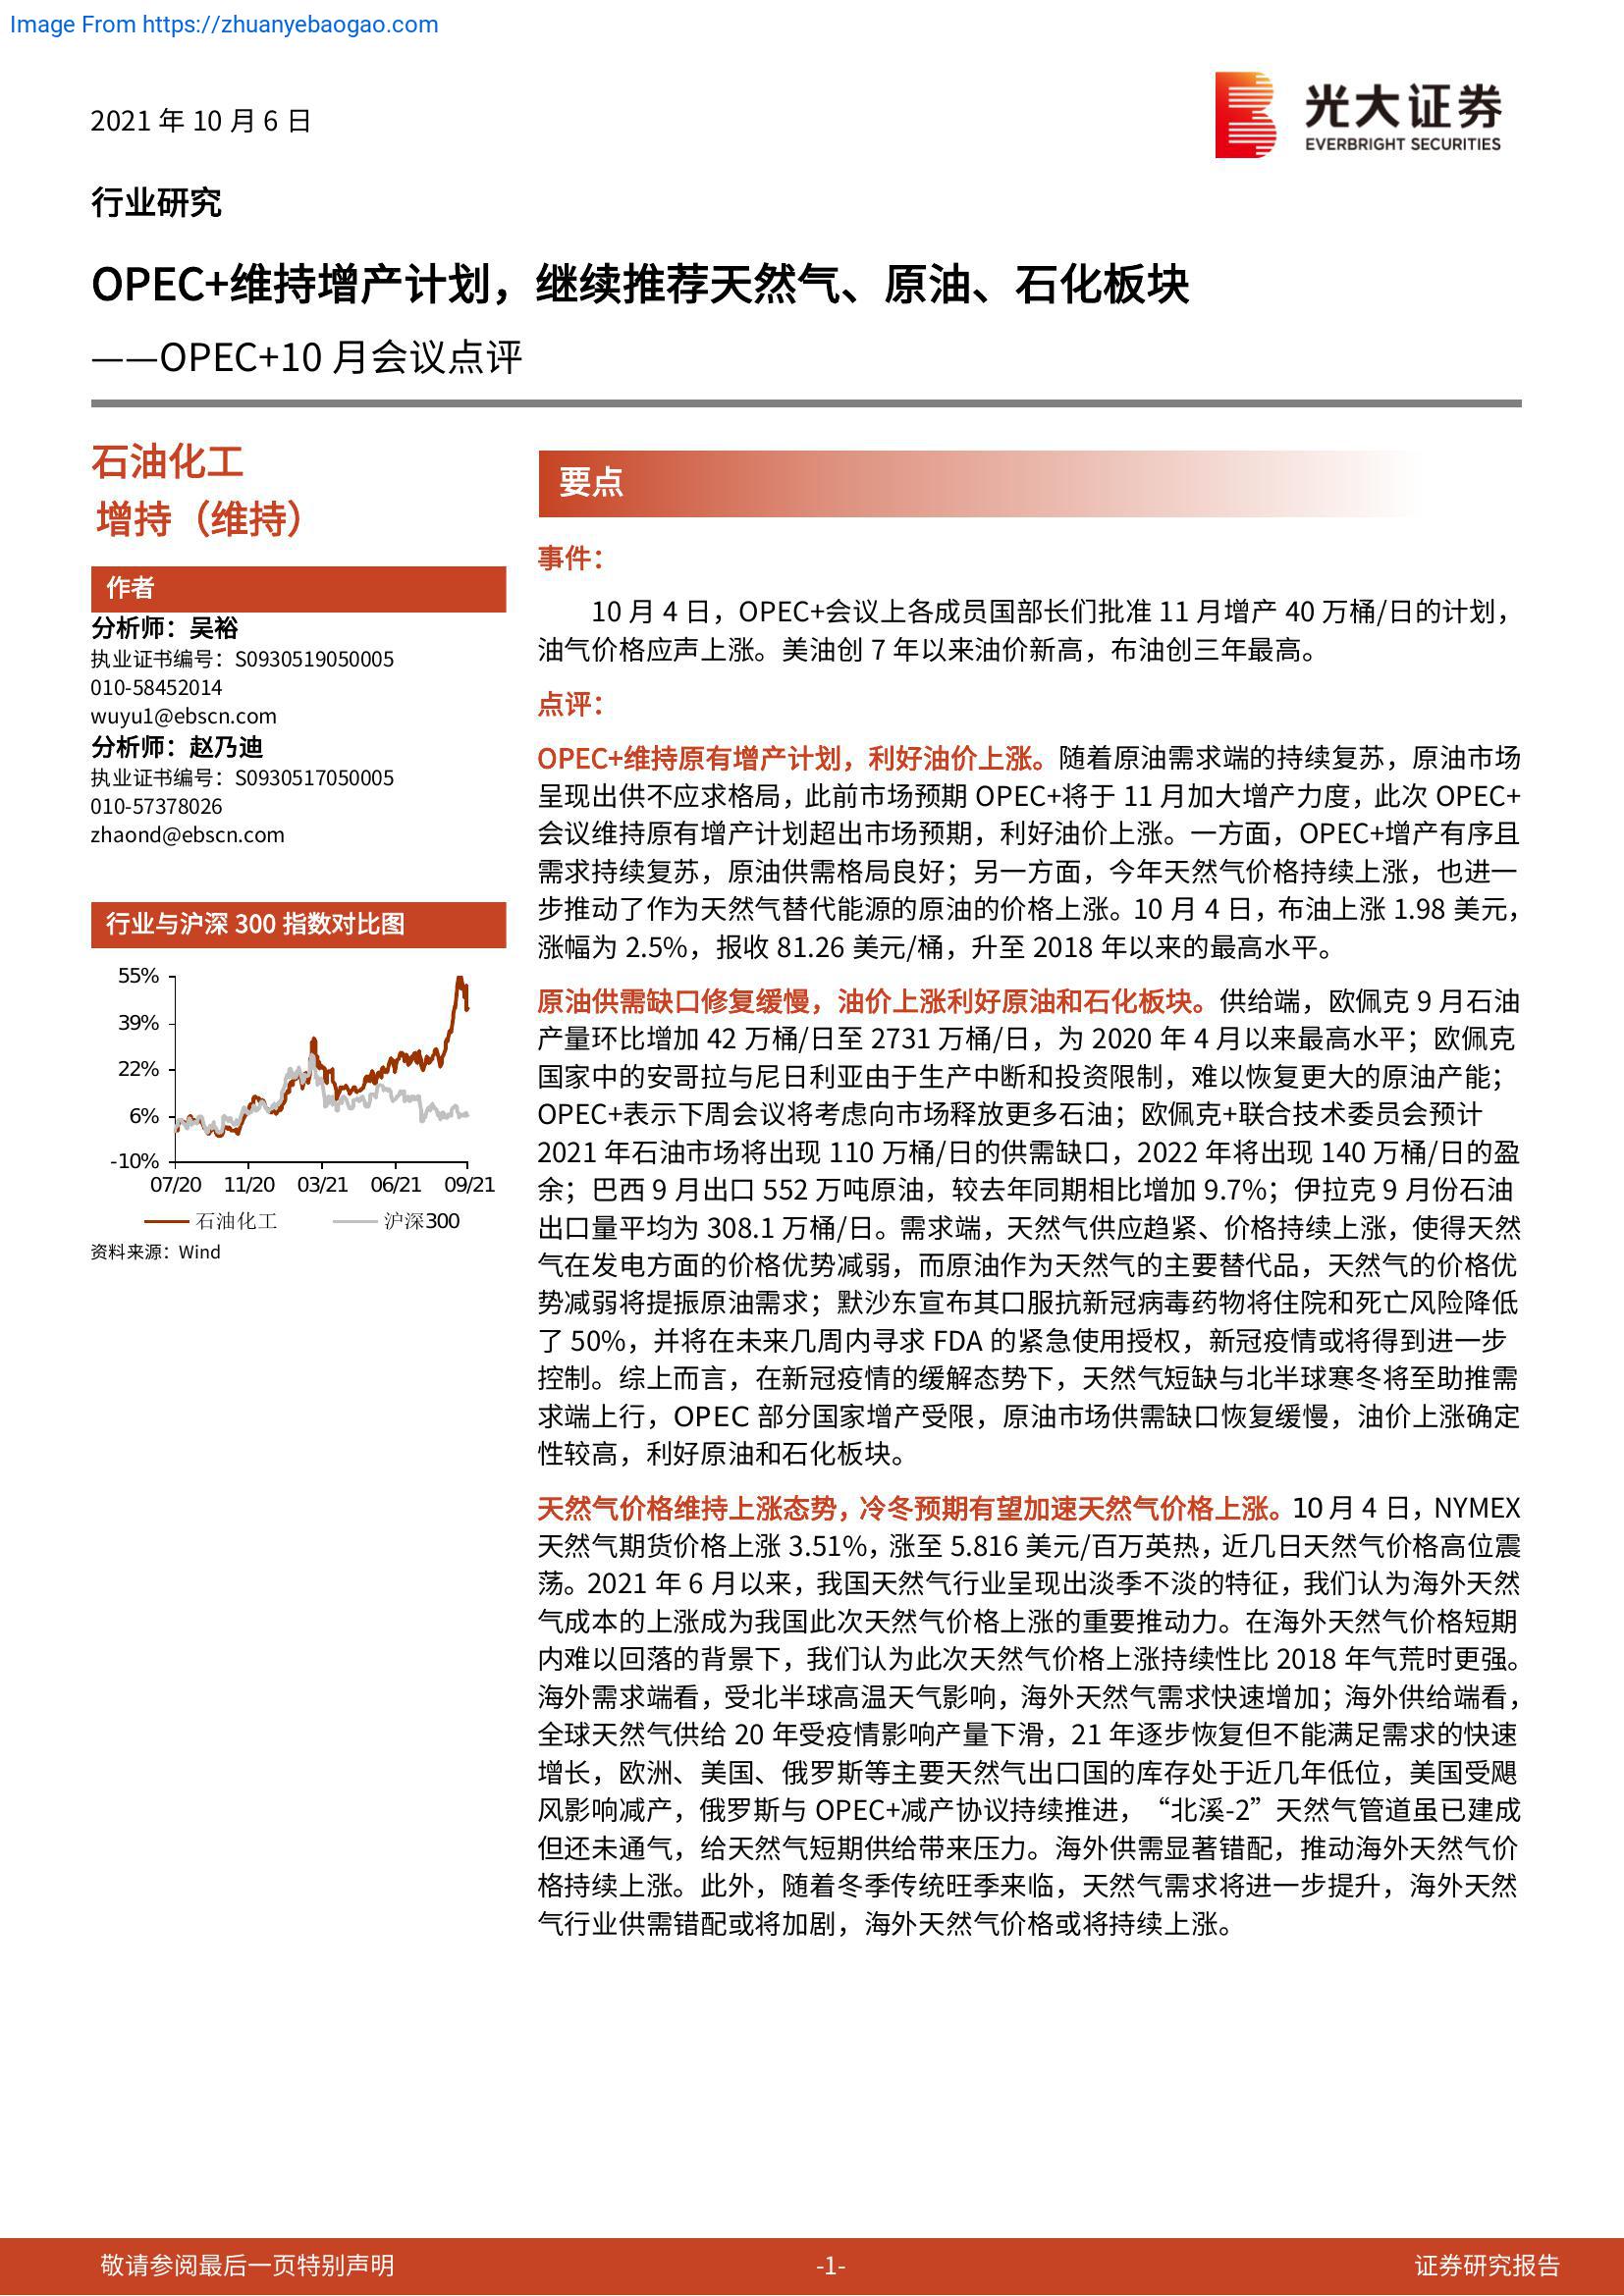 Image From https://zhuanyebaogao.com
2021 年 10 月 6 日
光大证券
EVERBRIGHT SECURITIES
行业研究
OPEC+维持增产计划，继续推荐天然气、原油、石化板块
——OPEC+10 月会议点评
石油化工
增持（维持）
作者
分析师：吴裕
执业证书编号：S0930519050005
010-58452014
wuyu1@ebscn.com
分析师：赵乃迪
执业证书编号：S0930517050005
010-57378026
zhaond@ebscn.com
行业与沪深 300 指数对比图
55%
39%
22%
6%
-10%
07/20 11/20 03/21 06/21 09/21
石油化工 沪深300
资料来源：Wind
要点
事件：
10 月 4 日，OPEC+会议上各成员国部长们批准 11 月增产 40 万桶/日的计划，
油气价格应声上涨。美油创 7 年以来油价新高，布油创三年最高。
点评：
OPEC+维持原有增产计划，利好油价上涨。随着原油需求端的持续复苏，原油市场
呈现出供不应求格局，此前市场预期 OPEC+将于 11 月加大增产力度，此次 OPEC+
会议维持原有增产计划超出市场预期，利好油价上涨。一方面，OPEC+增产有序且
需求持续复苏，原油供需格局良好；另一方面，今年天然气价格持续上涨，也进一
步推动了作为天然气替代能源的原油的价格上涨。10 月 4 日，布油上涨 1.98 美元，
涨幅为 2.5%，报收 81.26 美元/桶，升至 2018 年以来的最高水平。
原油供需缺口修复缓慢，油价上涨利好原油和石化板块。供给端，欧佩克 9 月石油
产量环比增加 42 万桶/日至 2731 万桶/日，为 2020 年 4 月以来最高水平；欧佩克
国家中的安哥拉与尼日利亚由于生产中断和投资限制，难以恢复更大的原油产能；
OPEC+表示下周会议将考虑向市场释放更多石油；欧佩克+联合技术委员会预计
2021 年石油市场将出现 110 万桶/日的供需缺口，2022 年将出现 140 万桶/日的盈
余；巴西 9 月出口 552 万吨原油，较去年同期相比增加 9.7%；伊拉克 9 月份石油
出口量平均为 308.1 万桶/日。需求端，天然气供应趋紧、价格持续上涨，使得天然
气在发电方面的价格优势减弱，而原油作为天然气的主要替代品，天然气的价格优
势减弱将提振原油需求；默沙东宣布其口服抗新冠病毒药物将住院和死亡风险降低
了 50%，并将在未来几周内寻求 FDA 的紧急使用授权，新冠疫情或将得到进一步
控制。综上而言，在新冠疫情的缓解态势下，天然气短缺与北半球寒冬将至助推需
求端上行，OPEC 部分国家增产受限，原油市场供需缺口恢复缓慢，油价上涨确定
性较高，利好原油和石化板块。
天然气价格维持上涨态势，冷冬预期有望加速天然气价格上涨。10 月 4 日，NYMEX
天然气期货价格上涨 3.51%，涨至 5.816 美元/百万英热，近几日天然气价格高位震
荡。2021 年 6 月以来，我国天然气行业呈现出淡季不淡的特征，我们认为海外天然
气成本的上涨成为我国此次天然气价格上涨的重要推动力。在海外天然气价格短期
内难以回落的背景下，我们认为此次天然气价格上涨持续性比 2018 年气荒时更强。
海外需求端看，受北半球高温天气影响，海外天然气需求快速增加；海外供给端看，
全球天然气供给 20 年受疫情影响产量下滑，21 年逐步恢复但不能满足需求的快速
增长，欧洲、美国、俄罗斯等主要天然气出口国的库存处于近几年低位，美国受飓
风影响减产，俄罗斯与 OPEC+减产协议持续推进，“北溪-2”天然气管道虽已建成
但还未通气，给天然气短期供给带来压力。海外供需显著错配，推动海外天然气价
格持续上涨。此外，随着冬季传统旺季来临，天然气需求将进一步提升，海外天然
气行业供需错配或将加剧，海外天然气价格或将持续上涨。
敬请参阅最后一页特别声明 -1- 证券研究报告